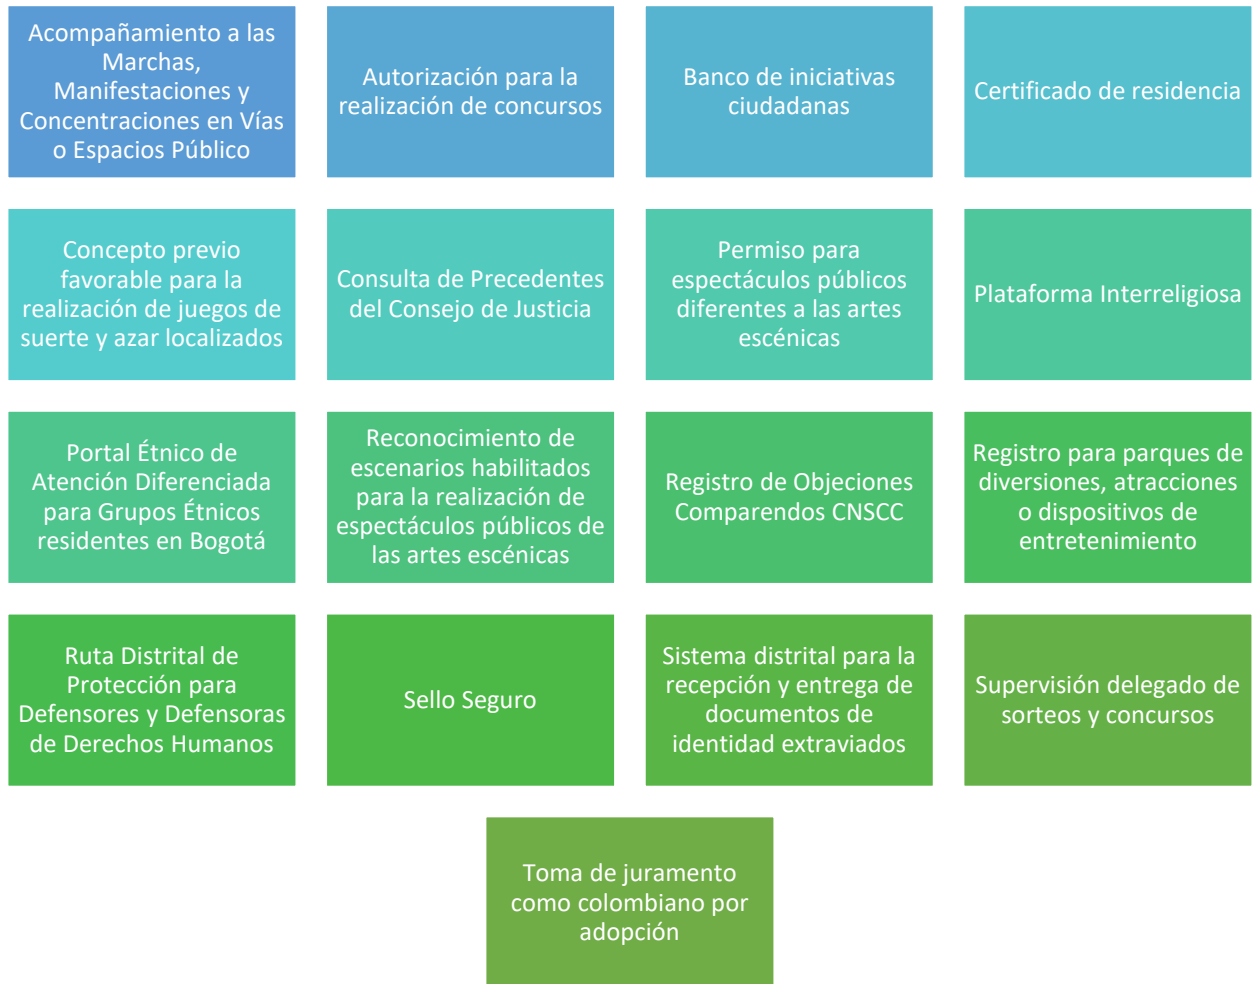 Acompañamiento a las
Marchas,
Manifestaciones y
Concentraciones en Vías
o Espacios Público
Autorización para la
realización de concursos
Banco de iniciativas
ciudadanas
Certificado de residencia
Concepto previo
favorable para la
realización de juegos de
suerte y azar localizados
Consulta de Precedentes
del Consejo de Justicia
Permiso para
espectáculos públicos
diferentes a las artes
escénicas
Plataforma Interreligiosa
Portal Étnico de
Atención Diferenciada
para Grupos Étnicos
residentes en Bogotá
Reconocimiento de
escenarios habilitados
para la realización de
espectáculos públicos de
las artes escénicas
Registro de Objeciones
Comparendos CNSCC
Registro para parques de
diversiones, atracciones
o dispositivos de
entretenimiento
Ruta Distrital de
Protección para
Defensores y Defensoras
de Derechos Humanos
Sello Seguro
Sistema distrital para la
recepción y entrega de
documentos de
identidad extraviados
Supervisión delegado de
sorteos y concursos
Toma de juramento
como colombiano por
adopción